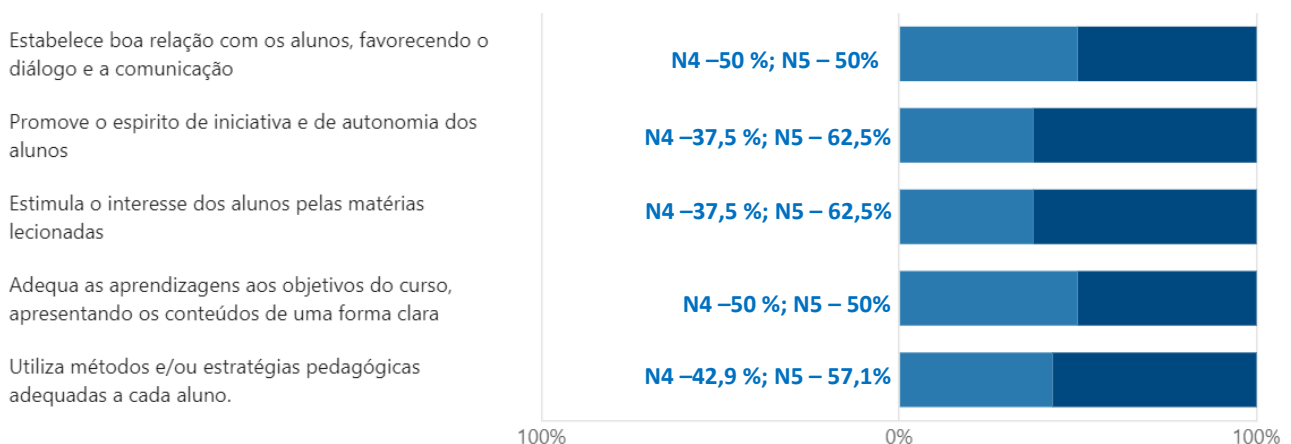 Estabelece boa relação com os alunos, favorecendo o
diálogo e a comunicação
N4 –50 %; N5 – 50%
Promove o espirito de iniciativa e de autonomia dos
alunos
N4 –37,5 %; N5 – 62,5%
Estimula o interesse dos alunos pelas matérias
lecionadas
N4 –37,5 %; N5 – 62,5%
Adequa as aprendizagens aos objetivos do curso,
apresentando os conteúdos de uma forma clara
N4 –50 %; N5 – 50%
Utiliza métodos e/ou estratégias pedagógicas
adequadas a cada aluno.
N4 –42,9 %; N5 – 57,1%
100%
0%
100%